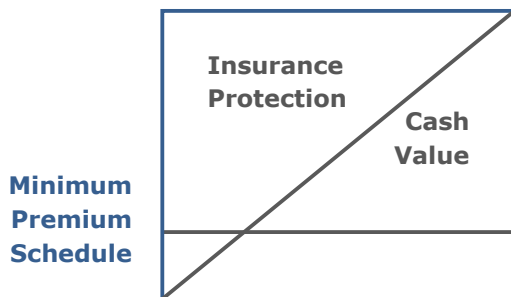 Insurance
Protection
Cash
Value
Minimum
Premium
Schedule